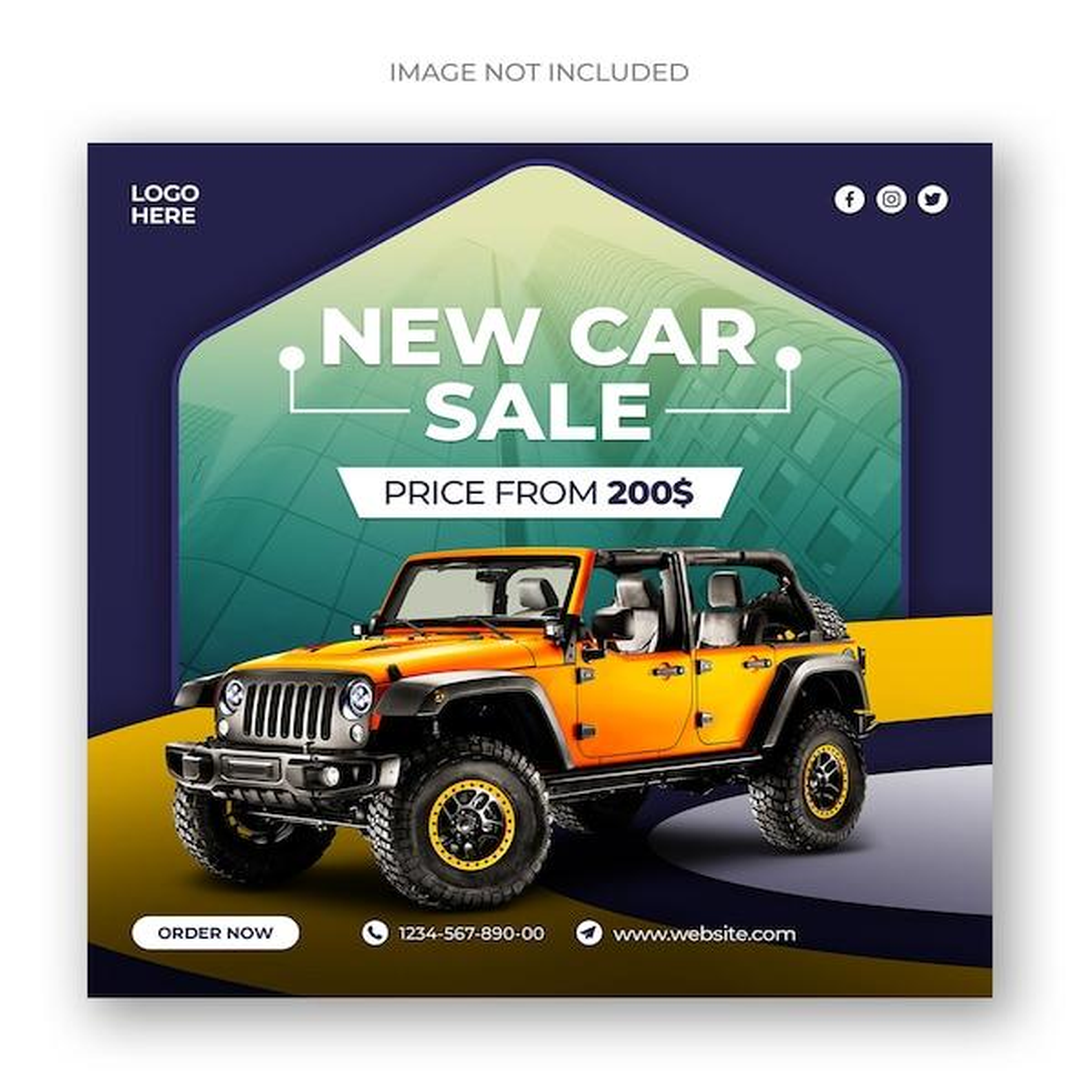 IMAGE NOT INCLUDED
LOGO
HERE
NEW CAR
SALE
PRICE FROM 200$
ORDER NOW
1234-567-890-00
www.website.com